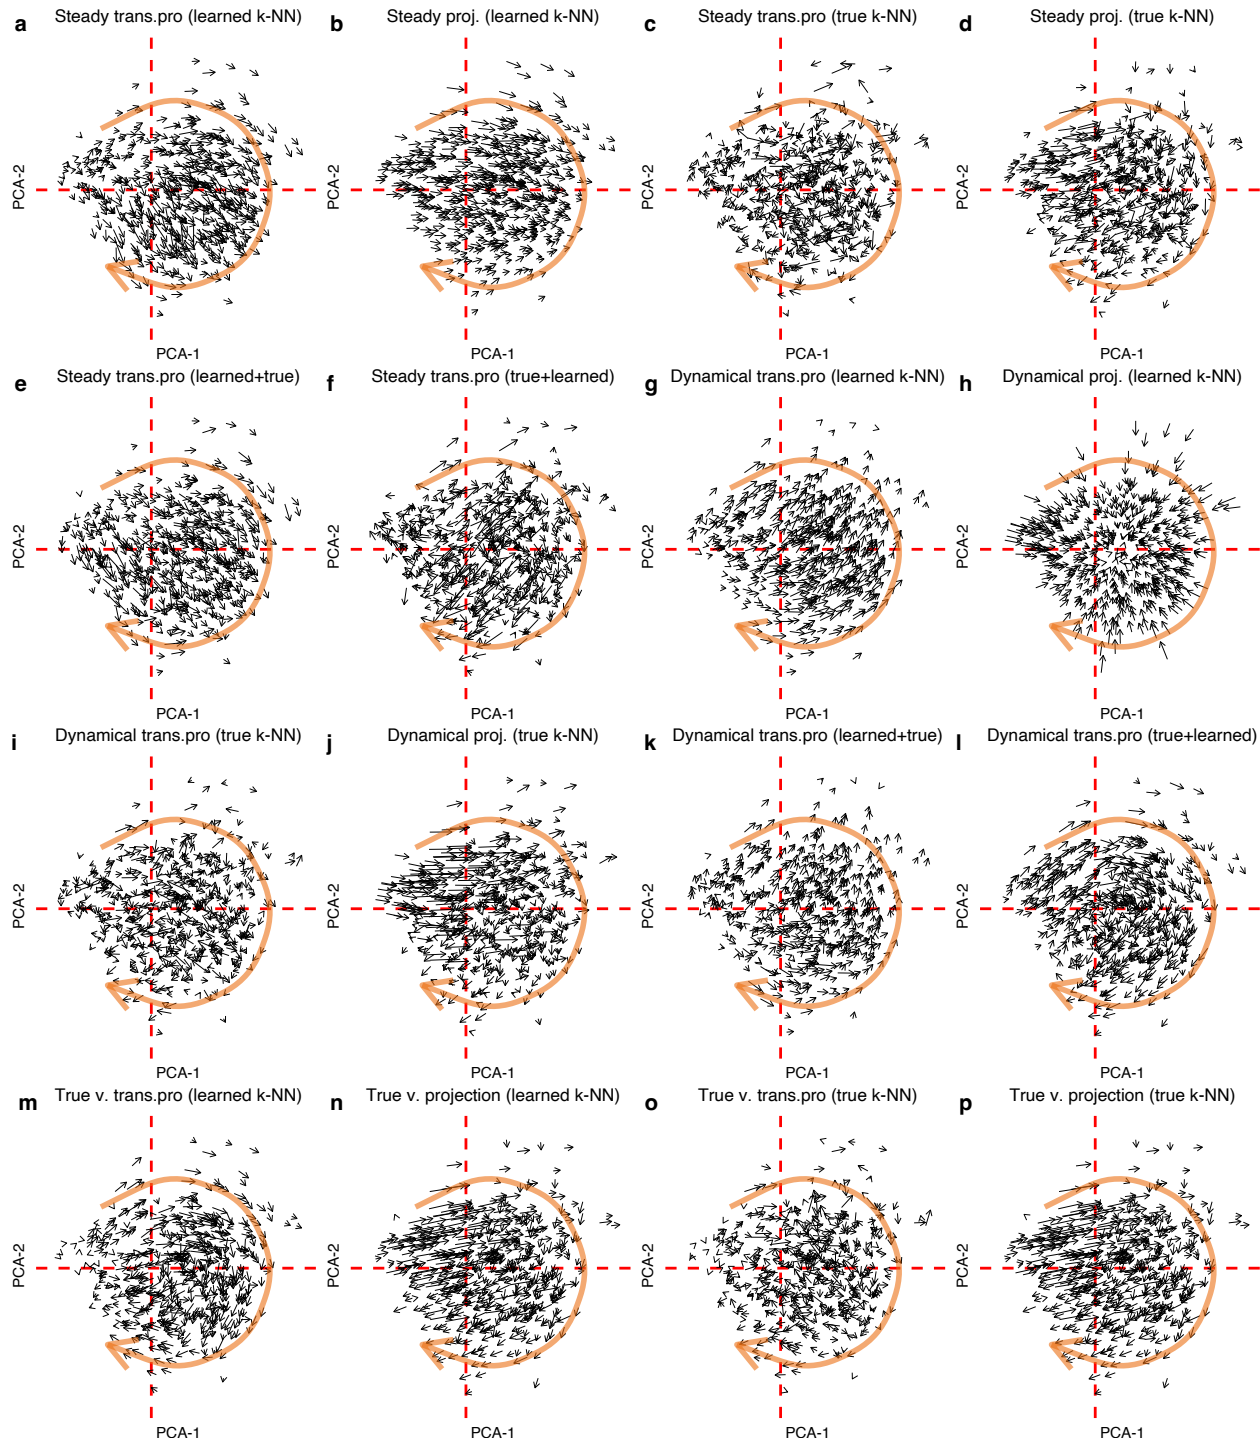 a Steady trans.pro (learned k-NN)
b Steady proj. (learned k-NN)
c Steady trans.pro (true k-NN)
d Steady proj. (true k-NN)
PCA-2
PCA-2
PCA-2
PCA-2
PCA-1
PCA-1
PCA-1
PCA-1
e Steady trans.pro (learned+true)
f Steady trans.pro (true+learned)
g Dynamical trans.pro (learned k-NN)
h Dynamical proj. (learned k-NN)
PCA-2
PCA-2
PCA-2
PCA-2
PCA-1
PCA-1
PCA-1
PCA-1
i Dynamical trans.pro (true k-NN)
j Dynamical proj. (true k-NN)
k Dynamical trans.pro (learned+true)
l Dynamical trans.pro (true+learned)
PCA-2
PCA-2
PCA-2
PCA-2
PCA-1
PCA-1
PCA-1
PCA-1
m True v. trans.pro (learned k-NN)
n True v. projection (learned k-NN)
o True v. trans.pro (true k-NN)
p True v. projection (true k-NN)
PCA-2
PCA-2
PCA-2
PCA-2
PCA-1
PCA-1
PCA-1
PCA-1